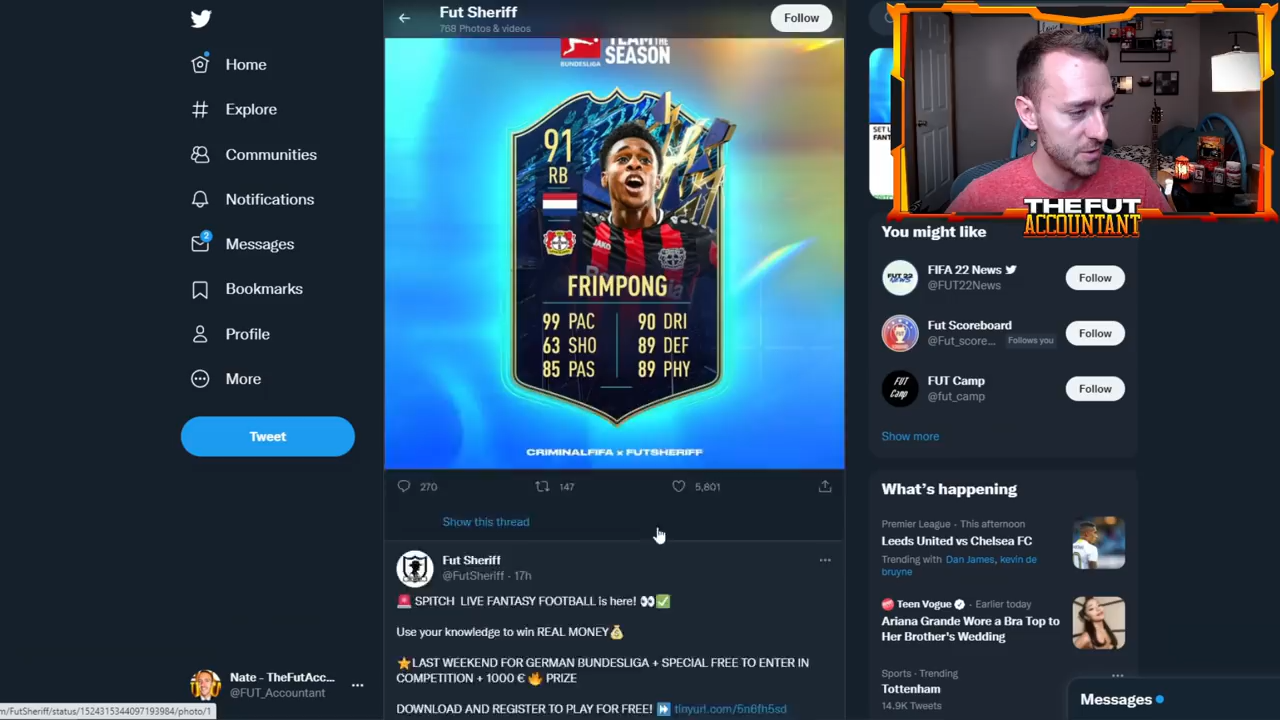 Home
Explore
Communities
Notifications
2
Messages
Bookmarks
Profile
More
Tweet
Nate - TheFutAcc...
@FUT_Accountant
m/FutSheriff/status/1524315344097193984/photo/1
Fut Sheriff
768 Photos & videos
Follow
BUNDESLIGA
TEAM OF THE
SEASON
91
RB
FRIMPONG
99 PAC
90 DRI
63 SHO
89 DEF
85 PAS
89 PHY
CRIMINALFIFA x FUTSHERIFF
270
147
5,801
Show this thread
Fut Sheriff
@FutSheriff · 17h
🚨 SPITCH LIVE FANTASY FOOTBALL is here! 👀✅
Use your knowledge to win REAL MONEY💰
⭐LAST WEEKEND FOR GERMAN BUNDESLIGA + SPECIAL FREE TO ENTER IN
COMPETITION + 1000 € 🔥 PRIZE
DOWNLOAD AND REGISTER TO PLAY FOR FREE! ⏩ tinyurl.com/5n6fh5sd
THE FUT
ACCOUNTANT
You might like
FIFA 22 News
@FUT22News
Follow
Fut Scoreboard
@Fut_score...
Follows you
Follow
FUT Camp
@fut_camp
Follow
Show more
What's happening
Premier League · This afternoon
Leeds United vs Chelsea FC
Trending with Dan James, kevin de
bruyne
Teen Vogue · Earlier today
Ariana Grande Wore a Bra Top to
Her Brother's Wedding
Sports · Trending
Tottenham
14.9K Tweets
Messages